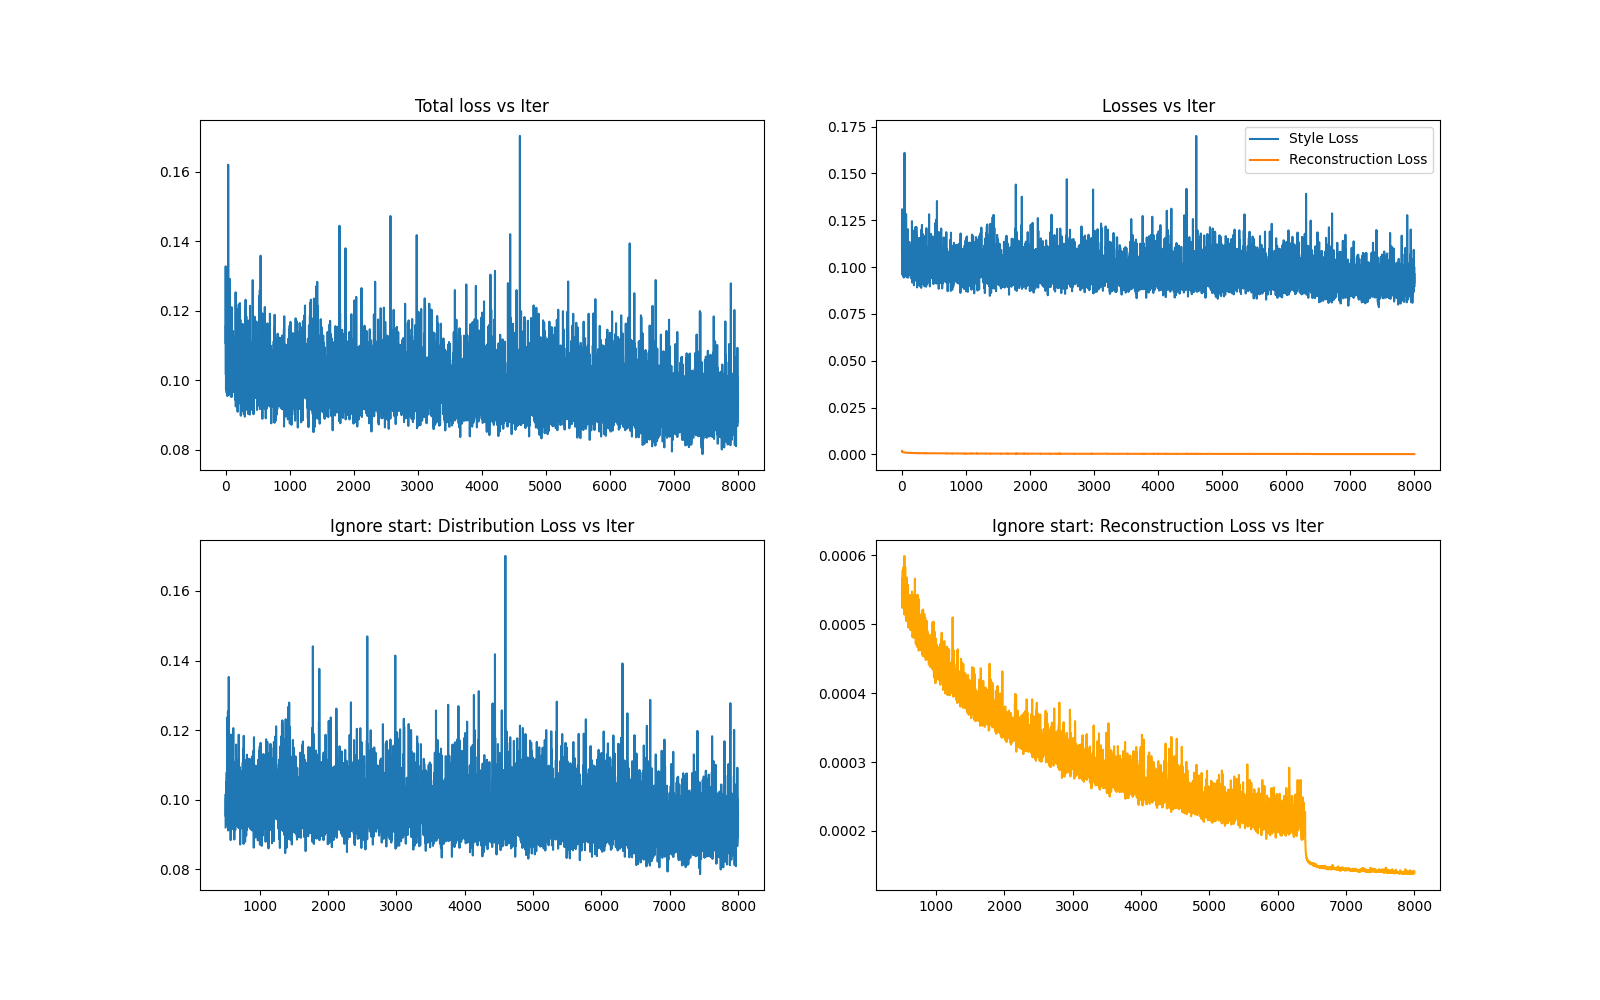 Total loss vs Iter
0.16
0.14
0.12
0.10
0.08
0 1000 2000 3000 4000 5000 6000 7000 8000
Losses vs Iter
Style Loss
Reconstruction Loss
0.175
0.150
0.125
0.100
0.075
0.050
0.025
0.000
0 1000 2000 3000 4000 5000 6000 7000 8000
Ignore start: Distribution Loss vs Iter
0.16
0.14
0.12
0.10
0.08
1000 2000 3000 4000 5000 6000 7000 8000
Ignore start: Reconstruction Loss vs Iter
0.0006
0.0005
0.0004
0.0003
0.0002
1000 2000 3000 4000 5000 6000 7000 8000